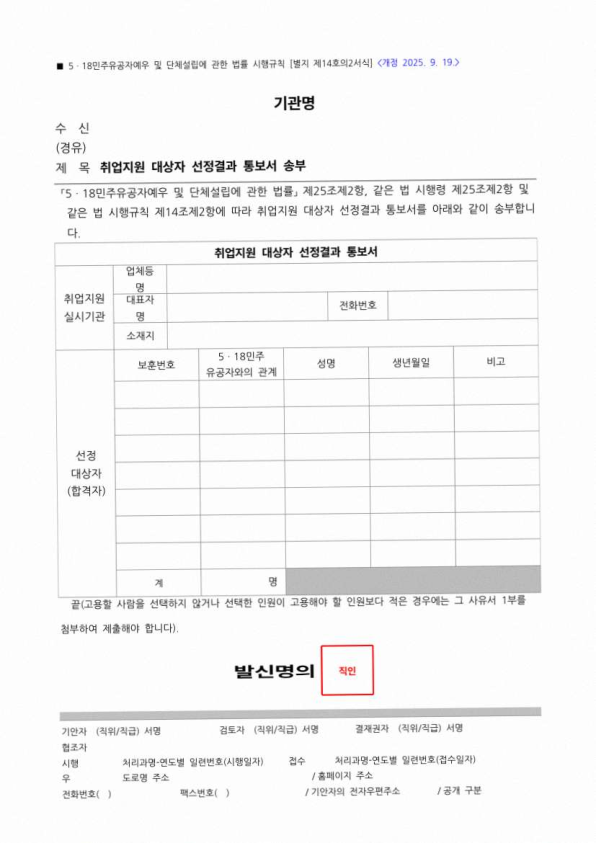 ■ 5ㆍ18민주유공자예우 및 단체설립에 관한 법률 시행규칙 [별지 제14호의2서식] <개정 2025. 9. 19.>
기관명
수 신
(경유)
제 목 취업지원 대상자 선정결과 통보서 송부
「5ㆍ18민주유공자예우 및 단체설립에 관한 법률」 제25조제2항, 같은 법 시행령 제25조제2항 및
같은 법 시행규칙 제14조제2항에 따라 취업지원 대상자 선정결과 통보서를 아래와 같이 송부합니
다.
취업지원 대상자 선정결과 통보서
취업지원
실시기관
업체등
명
대표자
명
전화번호
소재지
선정
대상자
(합격자)
보훈번호
5ㆍ18민주
유공자와의 관계
성명
생년월일
비고
계
명
끝(고용할 사람을 선택하지 않거나 선택한 인원이 고용해야 할 인원보다 적은 경우에는 그 사유서 1부를
첨부하여 제출해야 합니다).
발신명의 직인
기안자 (직위/직급) 서명 검토자 (직위/직급) 서명 결재권자 (직위/직급) 서명
협조자
시행 처리과명-연도별 일련번호(시행일자) 접수 처리과명-연도별 일련번호(접수일자)
우 도로명 주소 / 홈페이지 주소
전화번호( ) 팩스번호( ) / 기안자의 전자우편주소 / 공개 구분